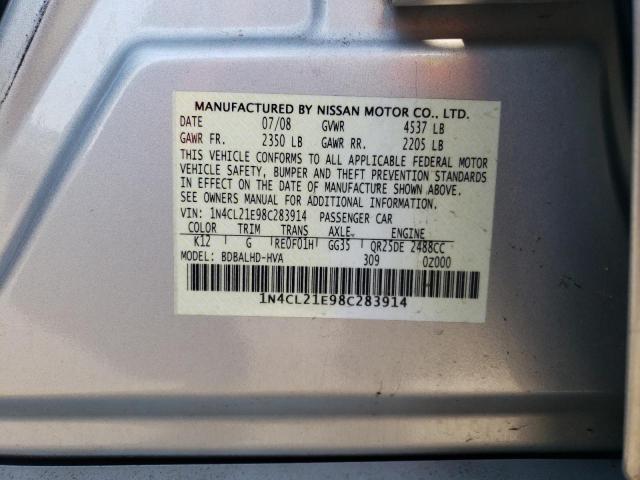 MANUFACTURED BY NISSAN MOTOR CO., LTD.
DATE 07/08 GVWR 4537 LB
GAWR FR. 2350 LB GAWR RR. 2205 LB
THIS VEHICLE CONFORMS TO ALL APPLICABLE FEDERAL MOTOR
VEHICLE SAFETY, BUMPER AND THEFT PREVENTION STANDARDS
IN EFFECT ON THE DATE OF MANUFACTURE SHOWN ABOVE.
SEE OWNERS MANUAL FOR ADDITIONAL INFORMATION.
VIN: 1N4CL21E98C283914 PASSENGER CAR
COLOR TRIM TRANS AXLE ENGINE
K12 G RE0F01H GG35 QR25DE 2488CC
MODEL: BDBALHD-HVA 309 0Z000
1N4CL21E98C283914